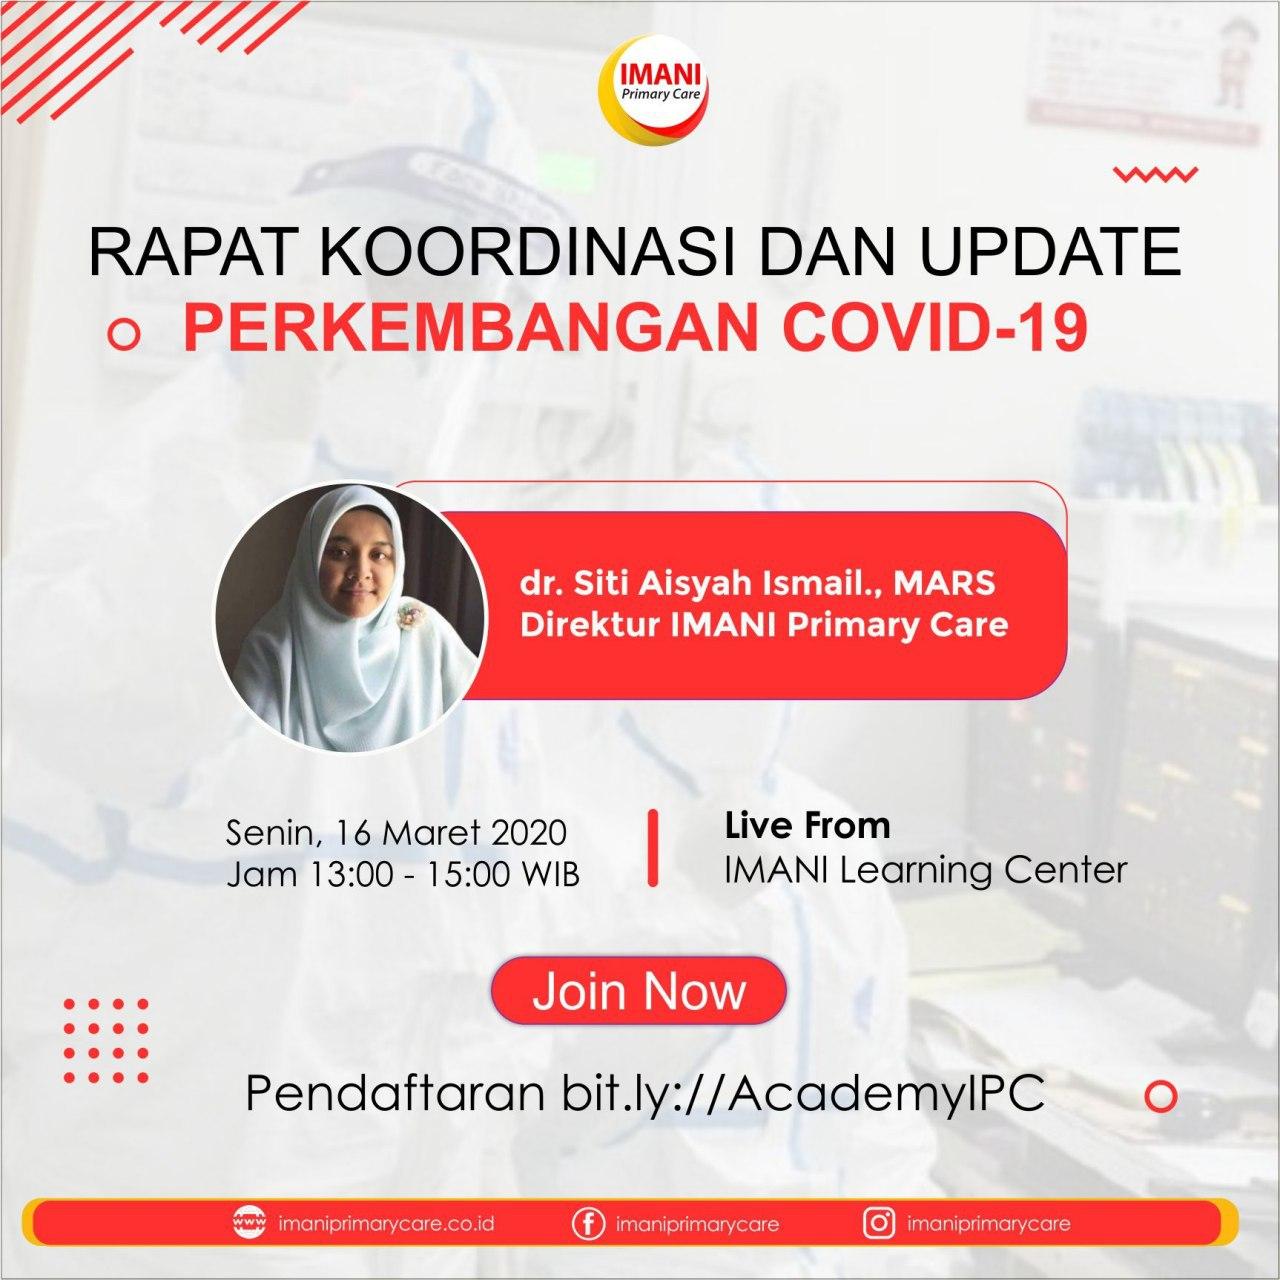 IMANI
Primary Care
RAPAT KOORDINASI DAN UPDATE
PERKEMBANGAN COVID-19
dr. Siti Aisyah Ismail., MARS
Direktur IMANI Primary Care
Senin, 16 Maret 2020
Jam 13:00 - 15:00 WIB
Live From
IMANI Learning Center
Join Now
Pendaftaran bit.ly://AcademyIPC
www imaniprimarycare.co.id
imaniprimarycare
imaniprimarycare